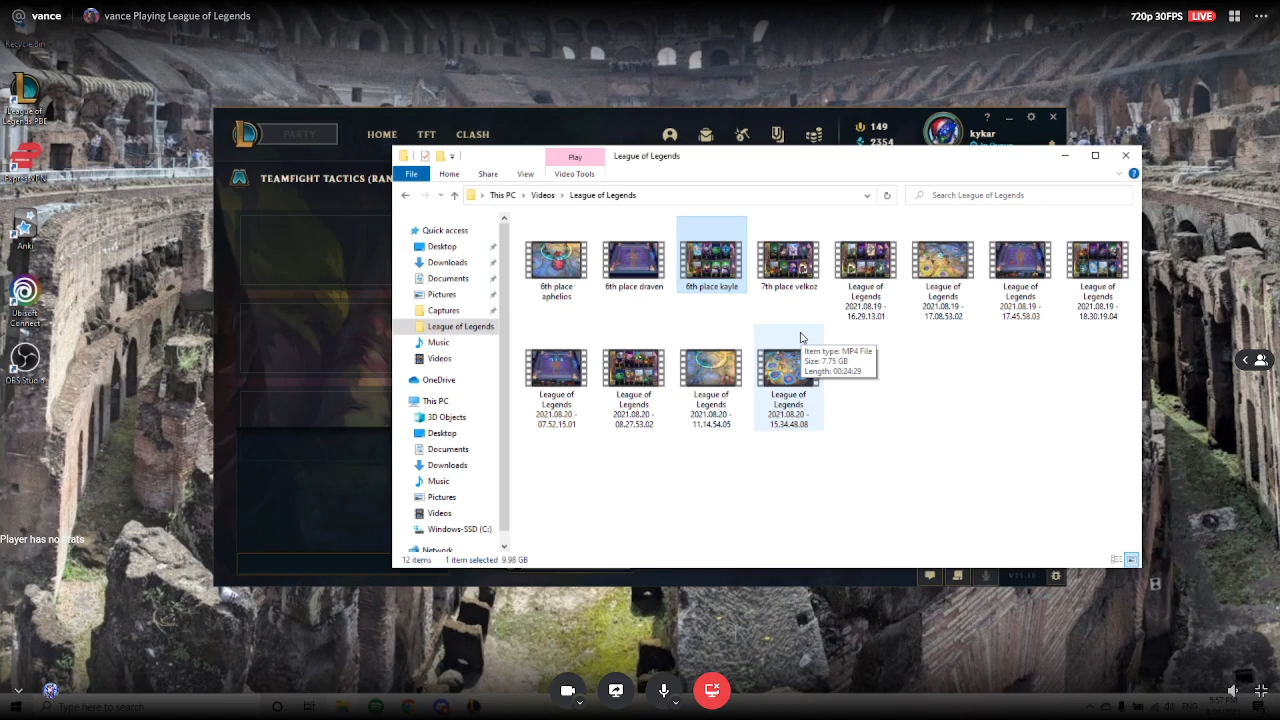 @ vance
vance Playing League of Legends
720p 30FPS LIVE
Recycle Bin
League of
Legends PBE
ExpressVPN
Anki
Ubisoft
Connect
OBS Studio
Player has no stats
PARTY
HOME
TFT
CLASH
149
2354
kykar
In Queue
TEAMFIGHT TACTICS (RAN
Play
League of Legends
File
Home
Share
View
Video Tools
This PC > Videos > League of Legends
Search League of Legends
Quick access
Desktop
Downloads
Documents
Pictures
Captures
League of Legends
Music
Videos
OneDrive
This PC
3D Objects
Desktop
Documents
Downloads
Music
Pictures
Videos
Windows-SSD (C:)
Network
6th place
aphelios
6th place draven
6th place kayle
7th place velkoz
League of
Legends
2021.08.19 -
16.29.13.01
League of
Legends
2021.08.19 -
17.08.53.02
League of
Legends
2021.08.19 -
17.45.58.03
League of
Legends
2021.08.19 -
18.30.19.04
League of
Legends
2021.08.20 -
07.52.15.01
League of
Legends
2021.08.20 -
08.27.53.02
League of
Legends
2021.08.20 -
11.14.54.05
League of
Legends
2021.08.20 -
15.34.48.08
Item type: MP4 File
Size: 7.75 GB
Length: 00:24:29
12 items
1 item selected 9.98 GB
V11.16
Type here to search
ENG
5:57 PM